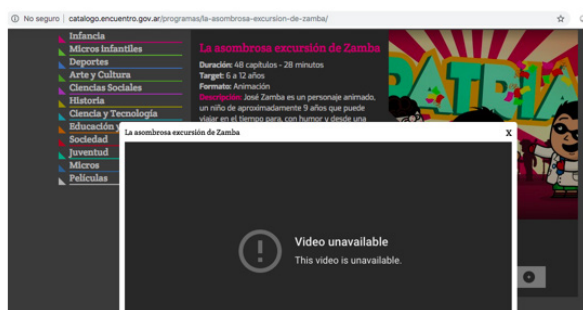 No seguro | catalogo.encuentro.gov.ar/programas/la-asombrosa-excursion-de-zamba/
Infancia
Micros infantiles
Deportes
Arte y Cultura
Ciencias Sociales
Historia
Ciencia y Tecnología
Educación y
Sociedad
Juventud
Micros
Películas
La asombrosa excursión de Zamba
Duración: 48 capítulos - 28 minutos
Target: 6 a 12 años
Formato: Animación
Descripción: José Zamba es un personaje animado,
un niño de aproximadamente 9 años que puede
viajar en el tiempo para, con humor y desde una
PATRIA
La asombrosa excursión de Zamba X
Video unavailable
This video is unavailable.